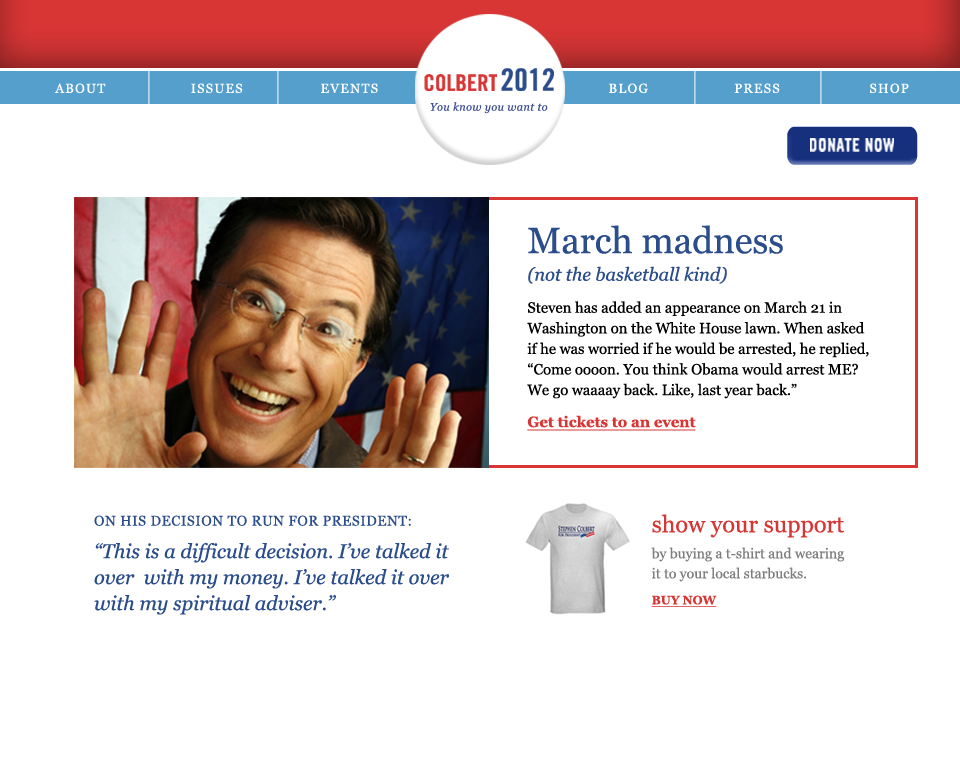 COLBERT 2012
You know you want to
ABOUT
ISSUES
EVENTS
BLOG
PRESS
SHOP
DONATE NOW
March madness
(not the basketball kind)
Steven has added an appearance on March 21 in
Washington on the White House lawn. When asked
if he was worried if he would be arrested, he replied,
“Come oooon. You think Obama would arrest ME?
We go waaaay back. Like, last year back.”
Get tickets to an event
ON HIS DECISION TO RUN FOR PRESIDENT:
“This is a difficult decision. I’ve talked it
over with my money. I’ve talked it over
with my spiritual adviser.”
STEPHEN COLBERT
FOR PRESIDENT
show your support
by buying a t-shirt and wearing
it to your local starbucks.
BUY NOW